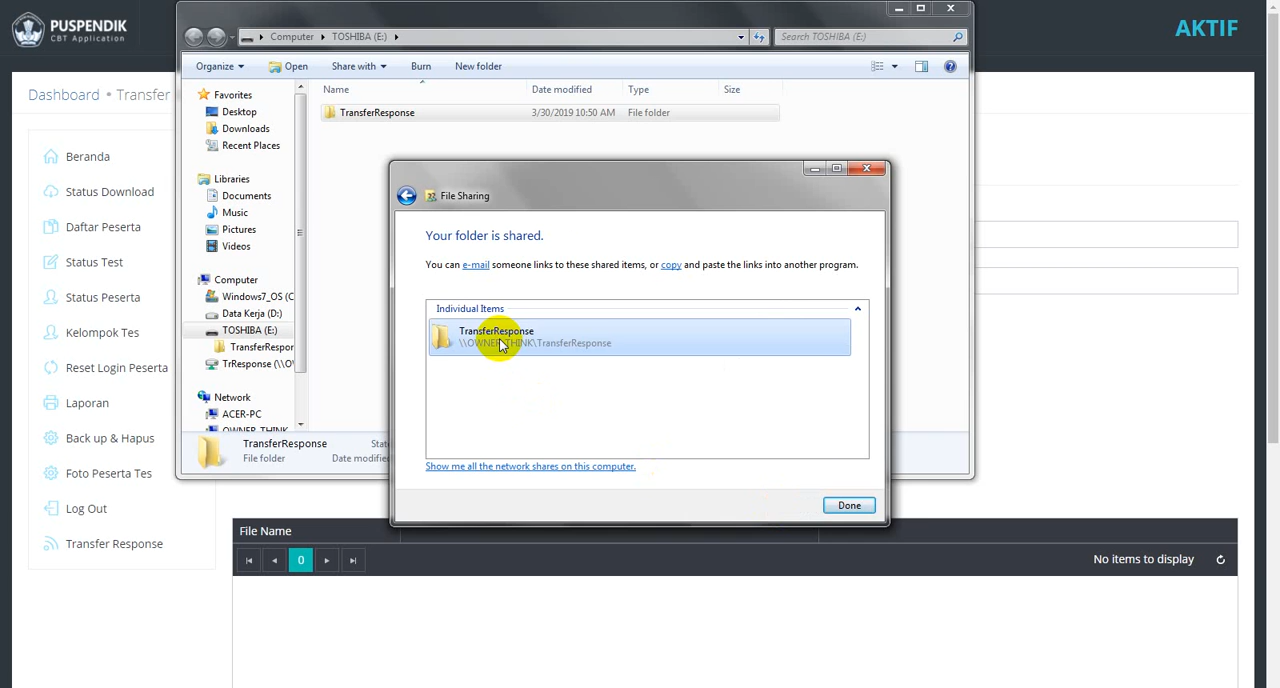 PUSPENDIK
CBT Application
AKTIF
Dashboard • Transfer
Beranda
Status Download
Daftar Peserta
Status Test
Status Peserta
Kelompok Tes
Reset Login Peserta
Laporan
Back up & Hapus
Foto Peserta Tes
Log Out
Transfer Response
Computer
TOSHIBA (E:)
Search TOSHIBA (E:)
Organize
Open
Share with
Burn
New folder
Favorites
Desktop
Downloads
Recent Places
Libraries
Documents
Music
Pictures
Videos
Computer
Windows7_OS (C
Data Kerja (D:)
TOSHIBA (E:)
TransferRespor
TrResponse (\\O
Network
ACER-PC
OWNER_THINK
Name
Date modified
Type
Size
TransferResponse
3/30/2019 10:50 AM
File folder
TransferResponse
State
File folder
Date modified
File Sharing
Your folder is shared.
You can e-mail someone links to these shared items, or copy and paste the links into another program.
Individual Items
TransferResponse
\\OWNER_THINK\TransferResponse
Show me all the network shares on this computer.
Done
File Name
0
No items to display